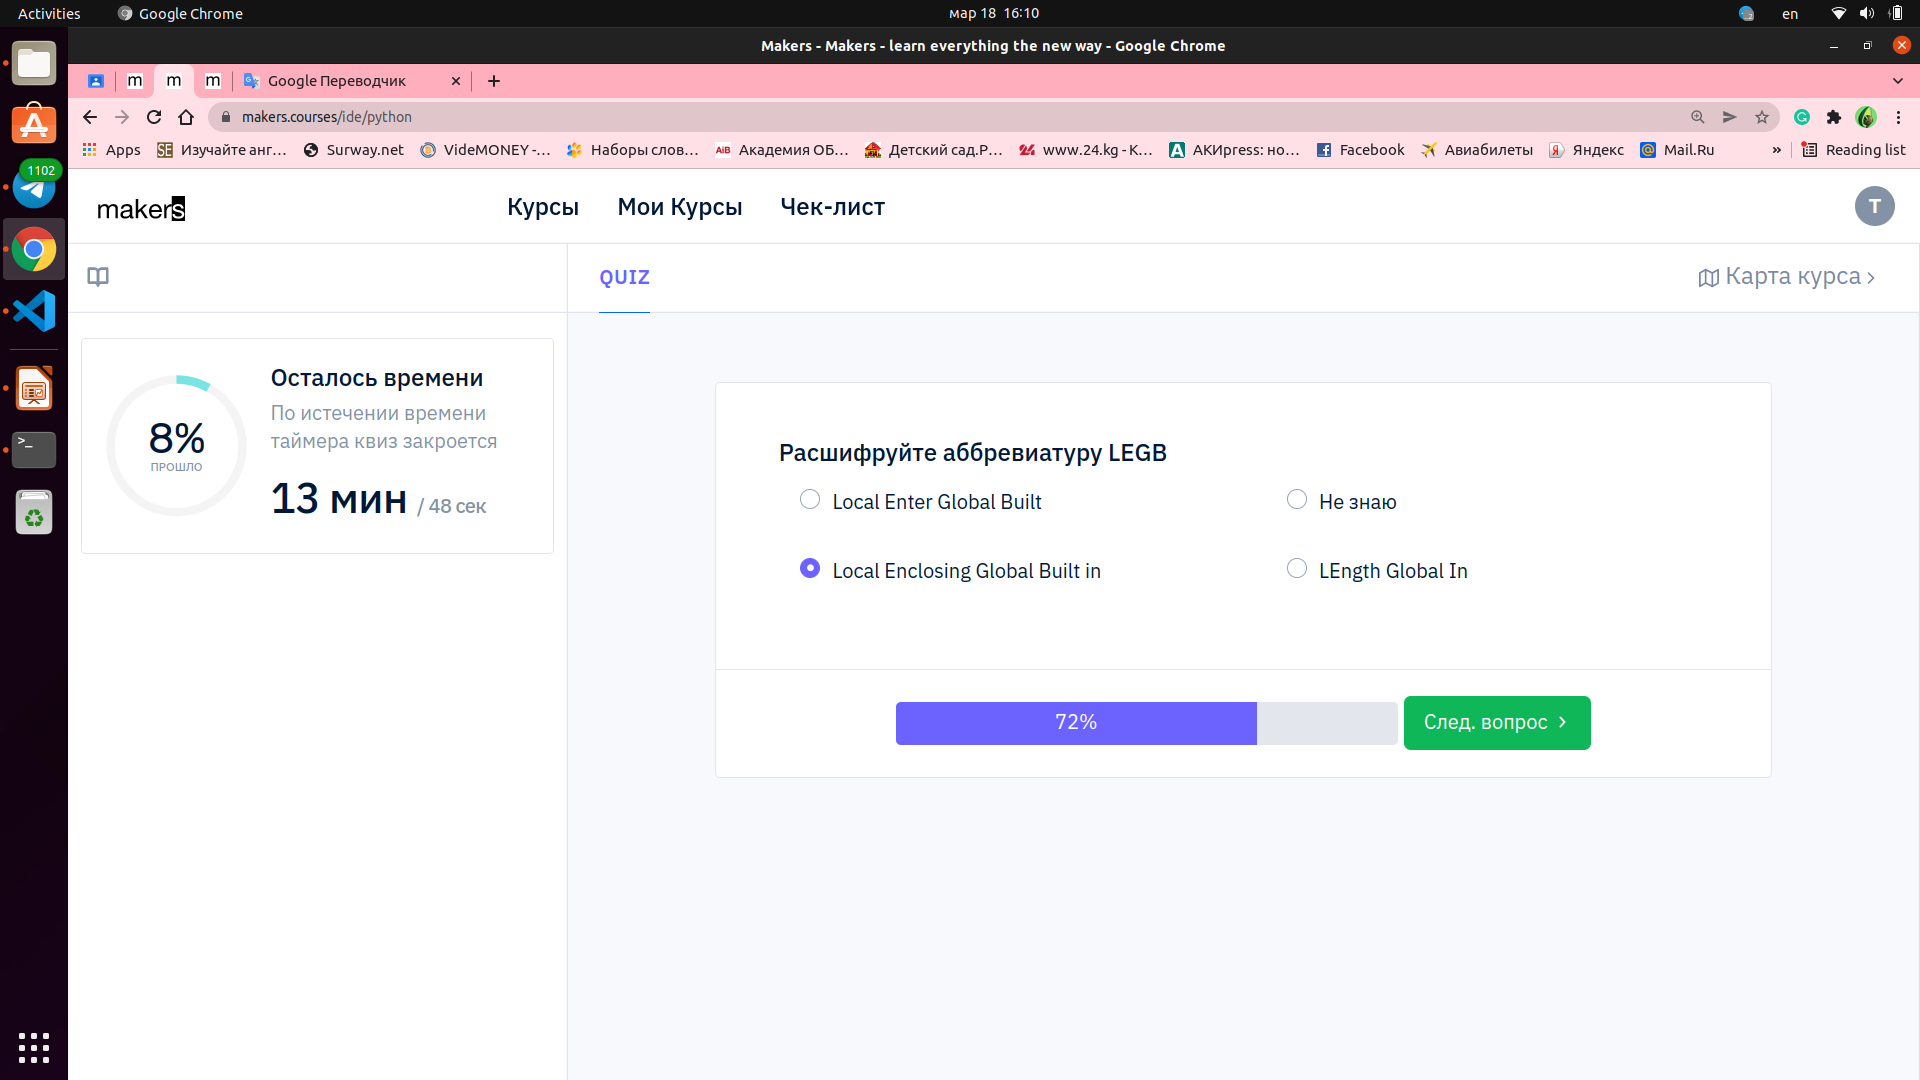 Activities
Google Chrome
мар 18 16:10
en
Makers - Makers - learn everything the new way - Google Chrome
m
m
m
Google Переводчик
makers.courses/ide/python
Apps
SE Изучайте анг...
Surway.net
VideMONEY -...
Наборы слов...
AiB Академия ОБ...
Детский сад.Р...
www.24.kg - К...
A АКИpress: но...
Facebook
Авиабилеты
Я Яндекс
@ Mail.Ru
»
Reading list
1102
makers
Курсы
Мои Курсы
Чек-лист
T
QUIZ
Карта курса
8%
ПРОШЛО
Осталось времени
По истечении времени
таймера квиз закроется
13 мин / 48 сек
Расшифруйте аббревиатуру LEGB
Local Enter Global Built
Не знаю
Local Enclosing Global Built in
LEngth Global In
72%
След. вопрос